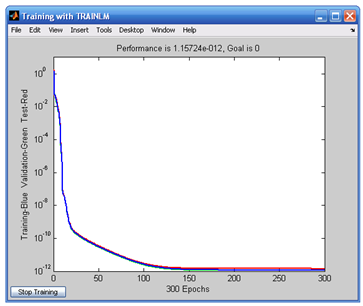 Training with TRAINLM
File Edit View Insert Tools Desktop Window Help
Performance is 1.15724e-012, Goal is 0
Training-Blue Validation-Green Test-Red
10^0
10^-2
10^-4
10^-6
10^-8
10^-10
10^-12
0 50 100 150 200 250 300
300 Epochs
Stop Training